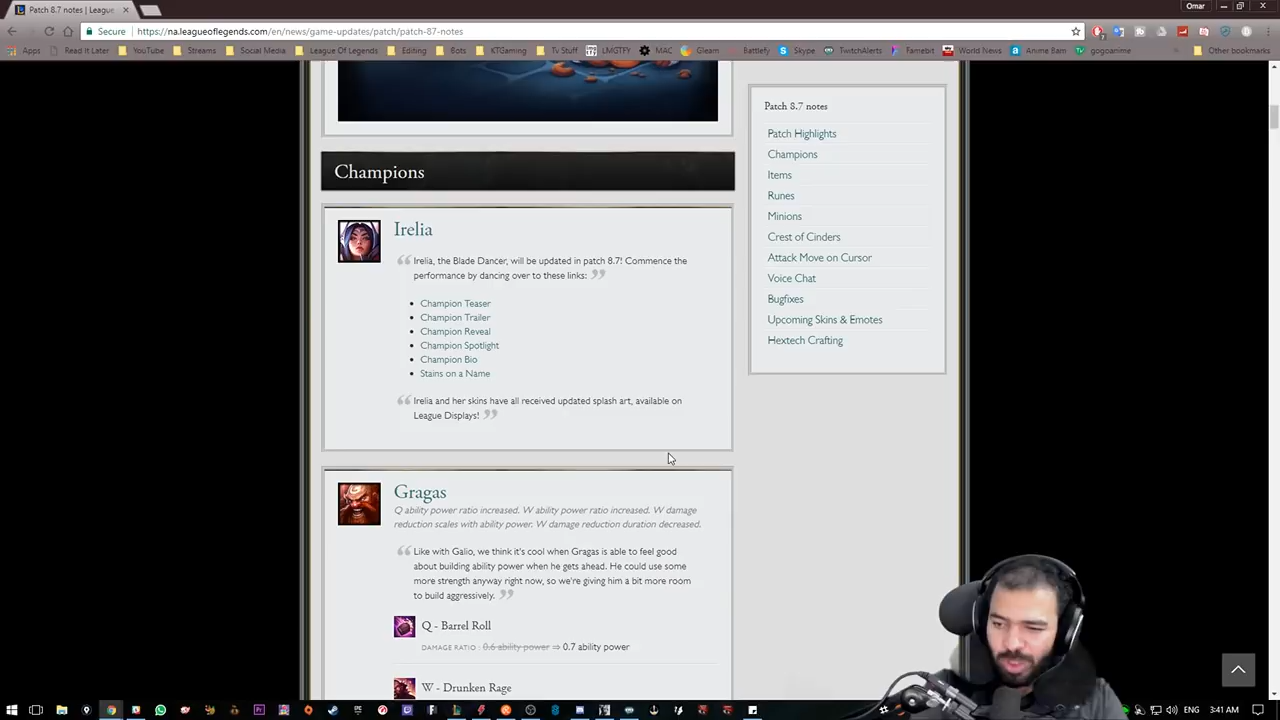 Patch 8.7 notes | League
Omar
Secure
https://na.leagueoflegends.com/en/news/game-updates/patch/patch-87-notes
Apps Read It Later YouTube Streams Social Media League Of Legends Editing Bots KTGaming Tv Stuff LMGTFY MAC Gleam Battlefy Skype TwitchAlerts Famebit World News Anime Bam gogoanime Other bookmarks
Champions
Irelia
Irelia, the Blade Dancer, will be updated in patch 8.7! Commence the
performance by dancing over to these links:
Champion Teaser
Champion Trailer
Champion Reveal
Champion Spotlight
Champion Bio
Stains on a Name
Irelia and her skins have all received updated splash art, available on
League Displays!
Gragas
Q ability power ratio increased. W ability power ratio increased. W damage
reduction scales with ability power. W damage reduction duration decreased.
Like with Galio, we think it's cool when Gragas is able to feel good
about building ability power when he gets ahead. He could use some
more strength anyway right now, so we're giving him a bit more room
to build aggressively.
Q - Barrel Roll
DAMAGE RATIO : 0.6 ability power ⇒ 0.7 ability power
W - Drunken Rage
Patch 8.7 notes
Patch Highlights
Champions
Items
Runes
Minions
Crest of Cinders
Attack Move on Cursor
Voice Chat
Bugfixes
Upcoming Skins & Emotes
Hextech Crafting
ENG 3:41 AM